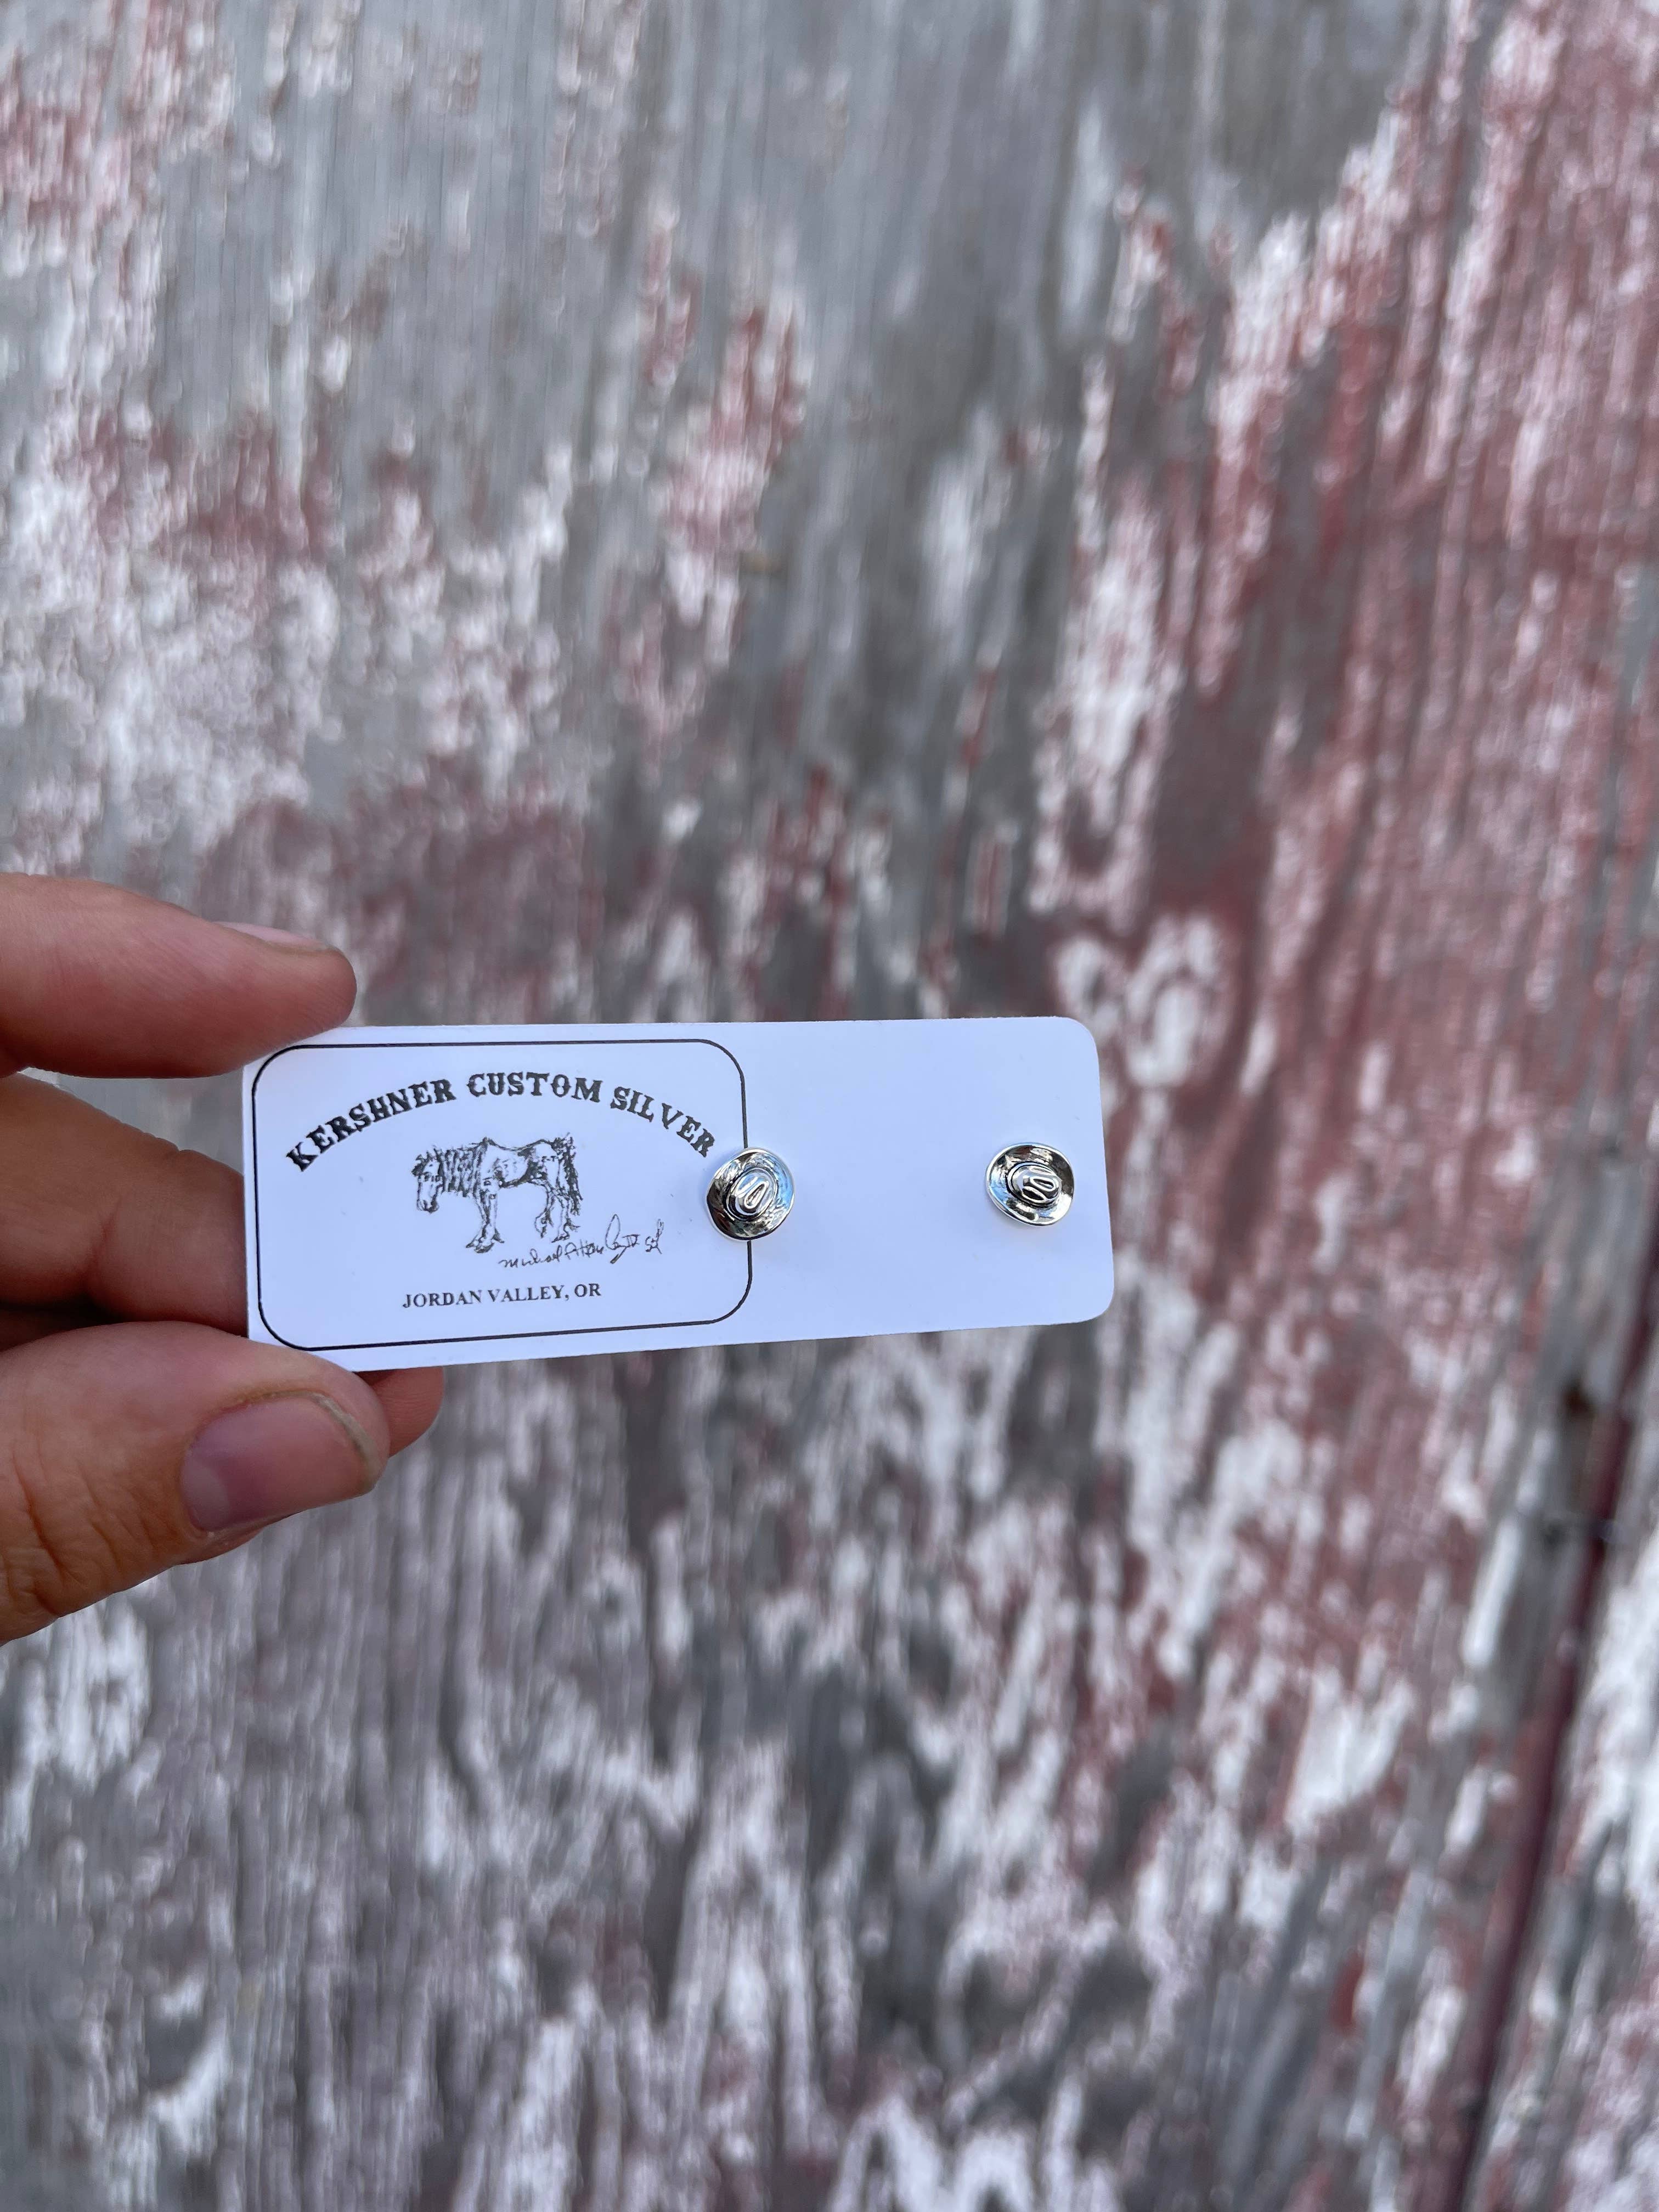 KERSHNER CUSTOM SILVER
JORDAN VALLEY, OR